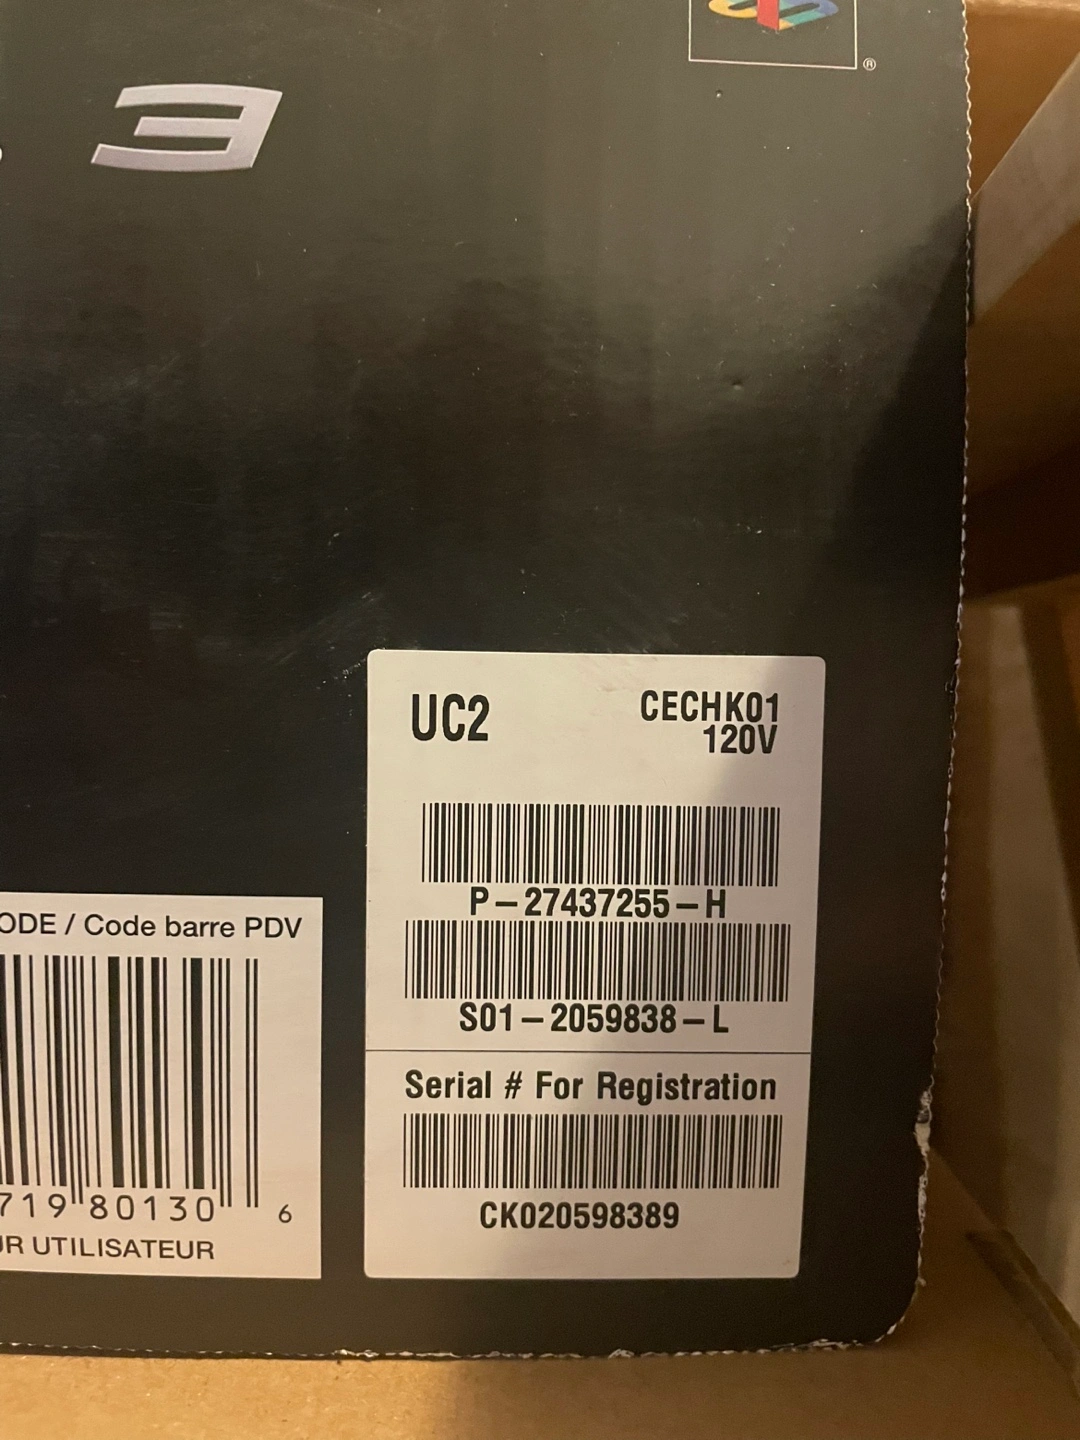 3
®
UC2
CECHK01
120V
P-27437255-H
S01-2059838-L
Serial # For Registration
CK020598389
ODE / Code barre PDV
719 80130 6
UR UTILISATEUR